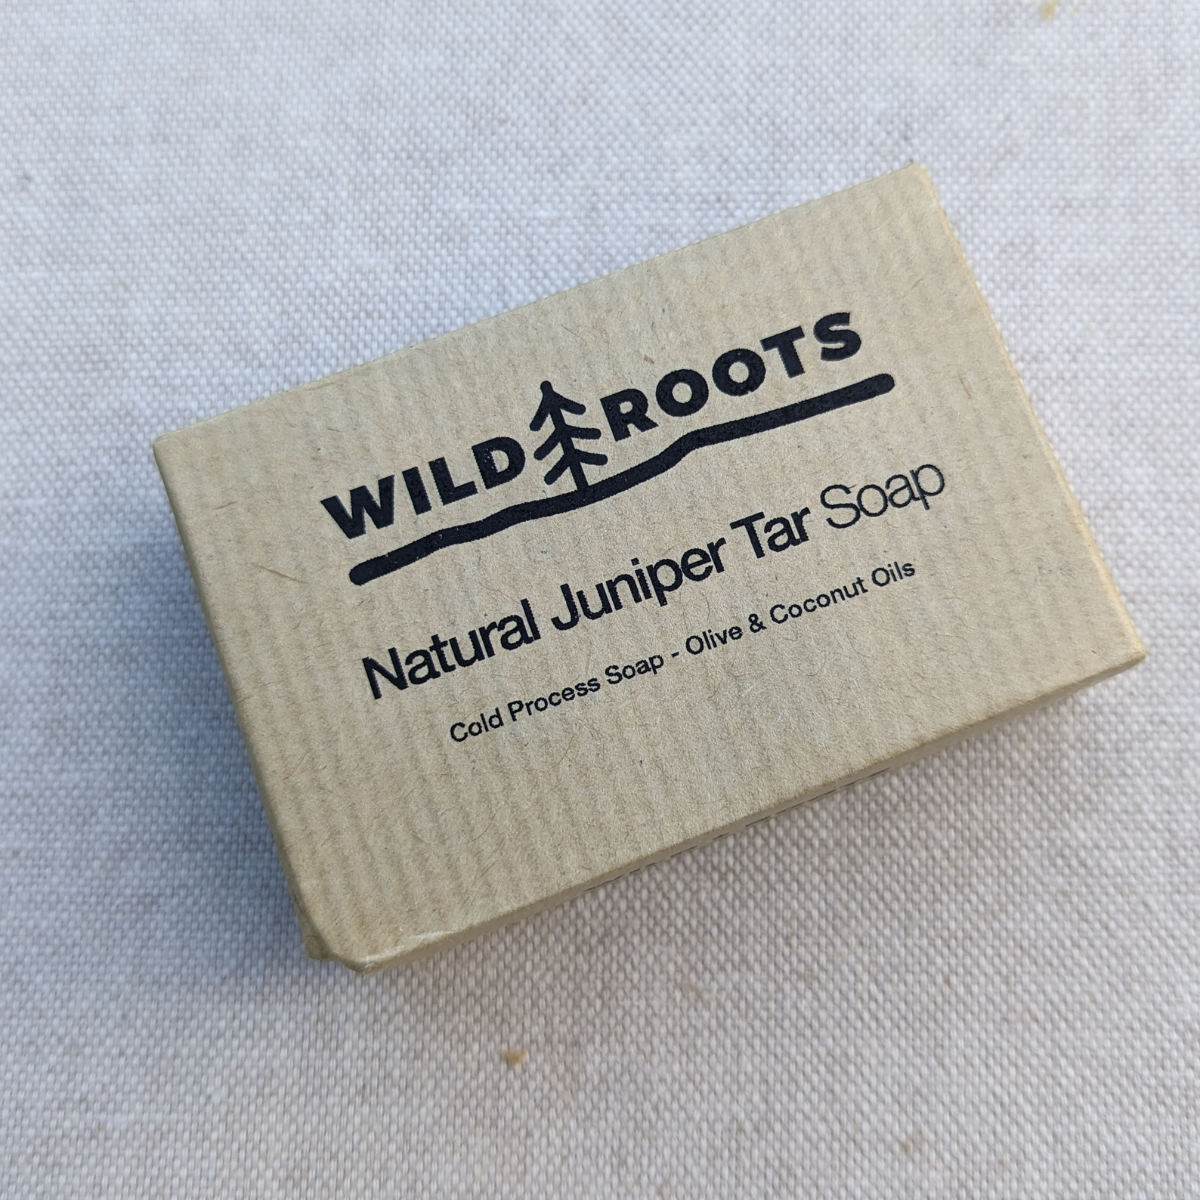 WILD ROOTS
Natural Juniper Tar Soap
Cold Process Soap - Olive & Coconut Oils